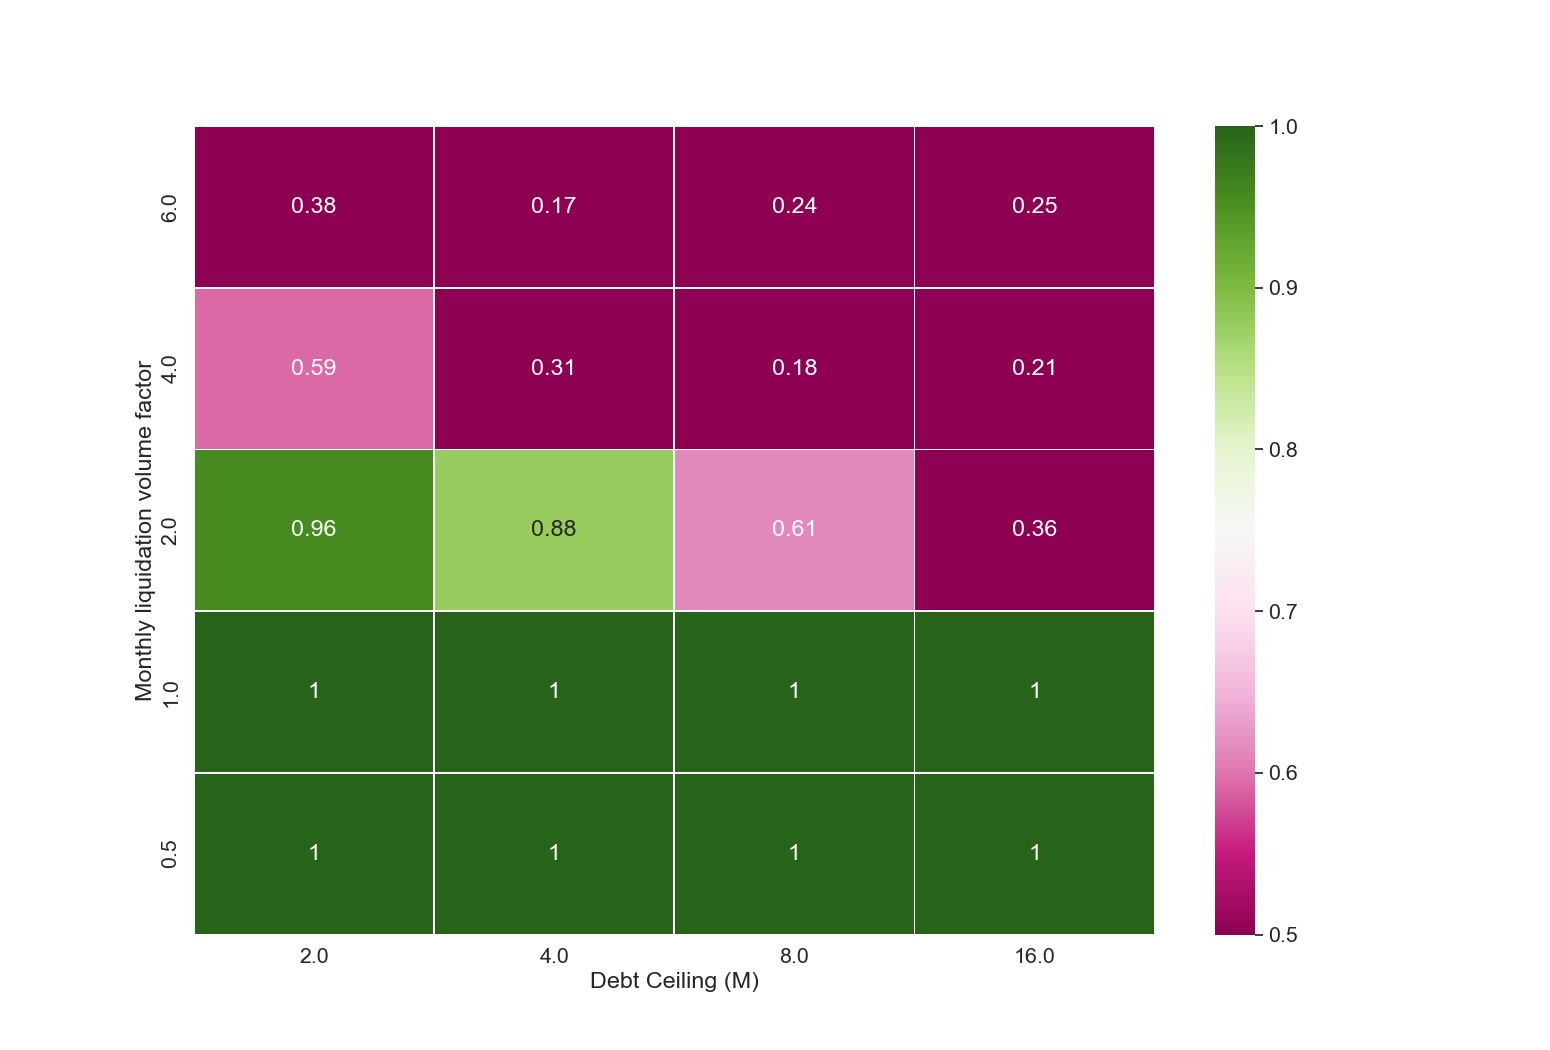 1.0
6.0 0.38 0.17 0.24 0.25
0.9
4.0 0.59 0.31 0.18 0.21
0.8
Monthly liquidation volume factor
2.0 0.96 0.88 0.61 0.36
0.7
1.0 1 1 1 1
0.6
0.5 1 1 1 1
0.5
2.0 4.0 8.0 16.0
Debt Ceiling (M)